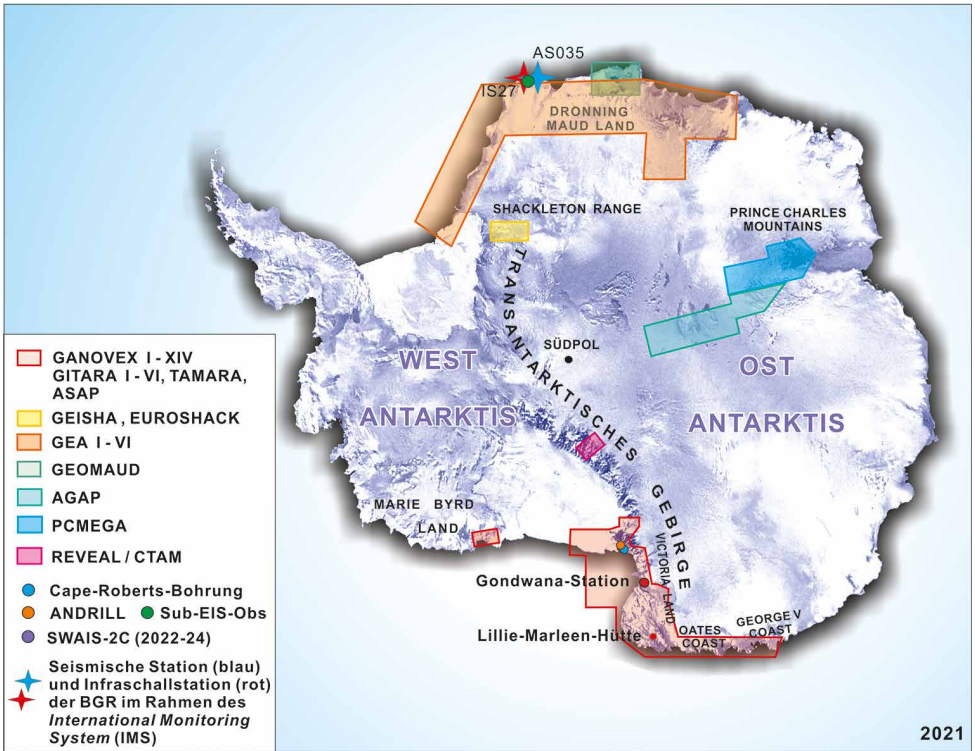 AS035
IS27
DRONNING
MAUD LAND
SHACKLETON RANGE
PRINCE CHARLES
MOUNTAINS
TRANSANTARKTISCHES GEBIRGE
SÜDPOL
WEST
ANTARKTIS
OST
ANTARKTIS
MARIE BYRD
LAND
VICTORIA LAND
Gondwana-Station
Lillie-Marleen-Hütte
OATES
COAST
GEORGE V
COAST
GANOVEX I - XIV
GITARA I - VI, TAMARA,
ASAP
GEISHA, EUROSHACK
GEA I - VI
GEOMAUD
AGAP
PCMEGA
REVEAL / CTAM
Cape-Roberts-Bohrung
ANDRILL Sub-EIS-Obs
SWAIS-2C (2022-24)
Seismische Station (blau)
und Infraschallstation (rot)
der BGR im Rahmen des
International Monitoring
System (IMS)
2021